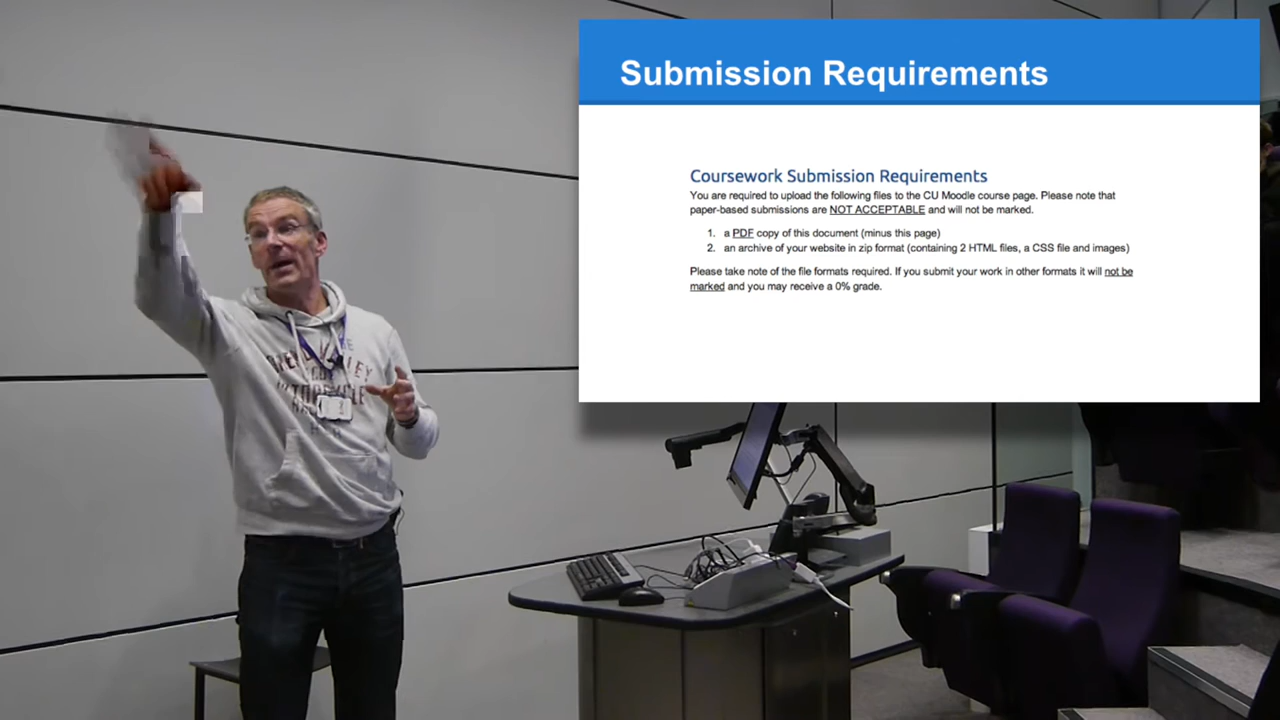 Submission Requirements
Coursework Submission Requirements
You are required to upload the following files to the CU Moodle course page. Please note that
paper-based submissions are NOT ACCEPTABLE and will not be marked.
1. a PDF copy of this document (minus this page)
2. an archive of your website in zip format (containing 2 HTML files, a CSS file and images)
Please take note of the file formats required. If you submit your work in other formats it will not be
marked and you may receive a 0% grade.